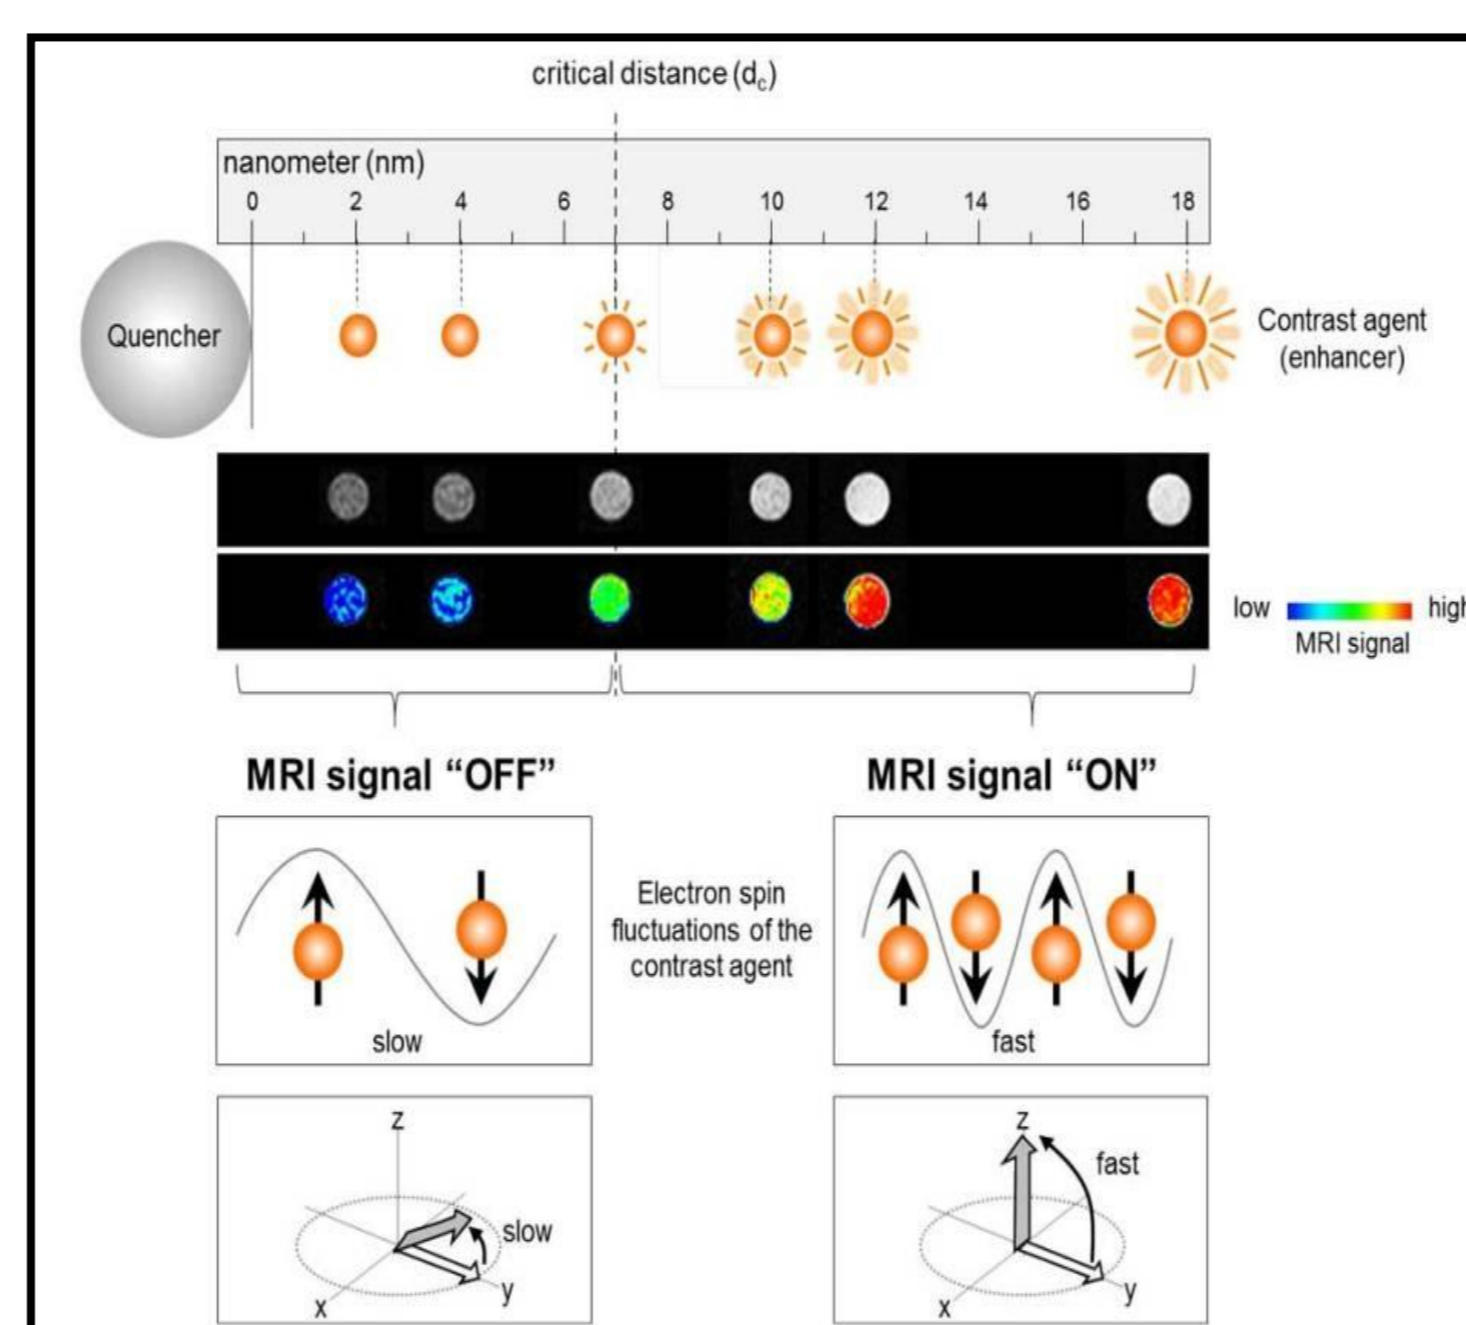 critical distance (dc)
nanometer (nm)
0 2 4 6 8 10 12 14 16 18
Quencher
Contrast agent
(enhancer)
low
MRI signal
MRI signal “OFF”
MRI signal “ON”
Electron spin
fluctuations of the
contrast agent
slow
fast
z
slow
y
x
z
fast
y
x